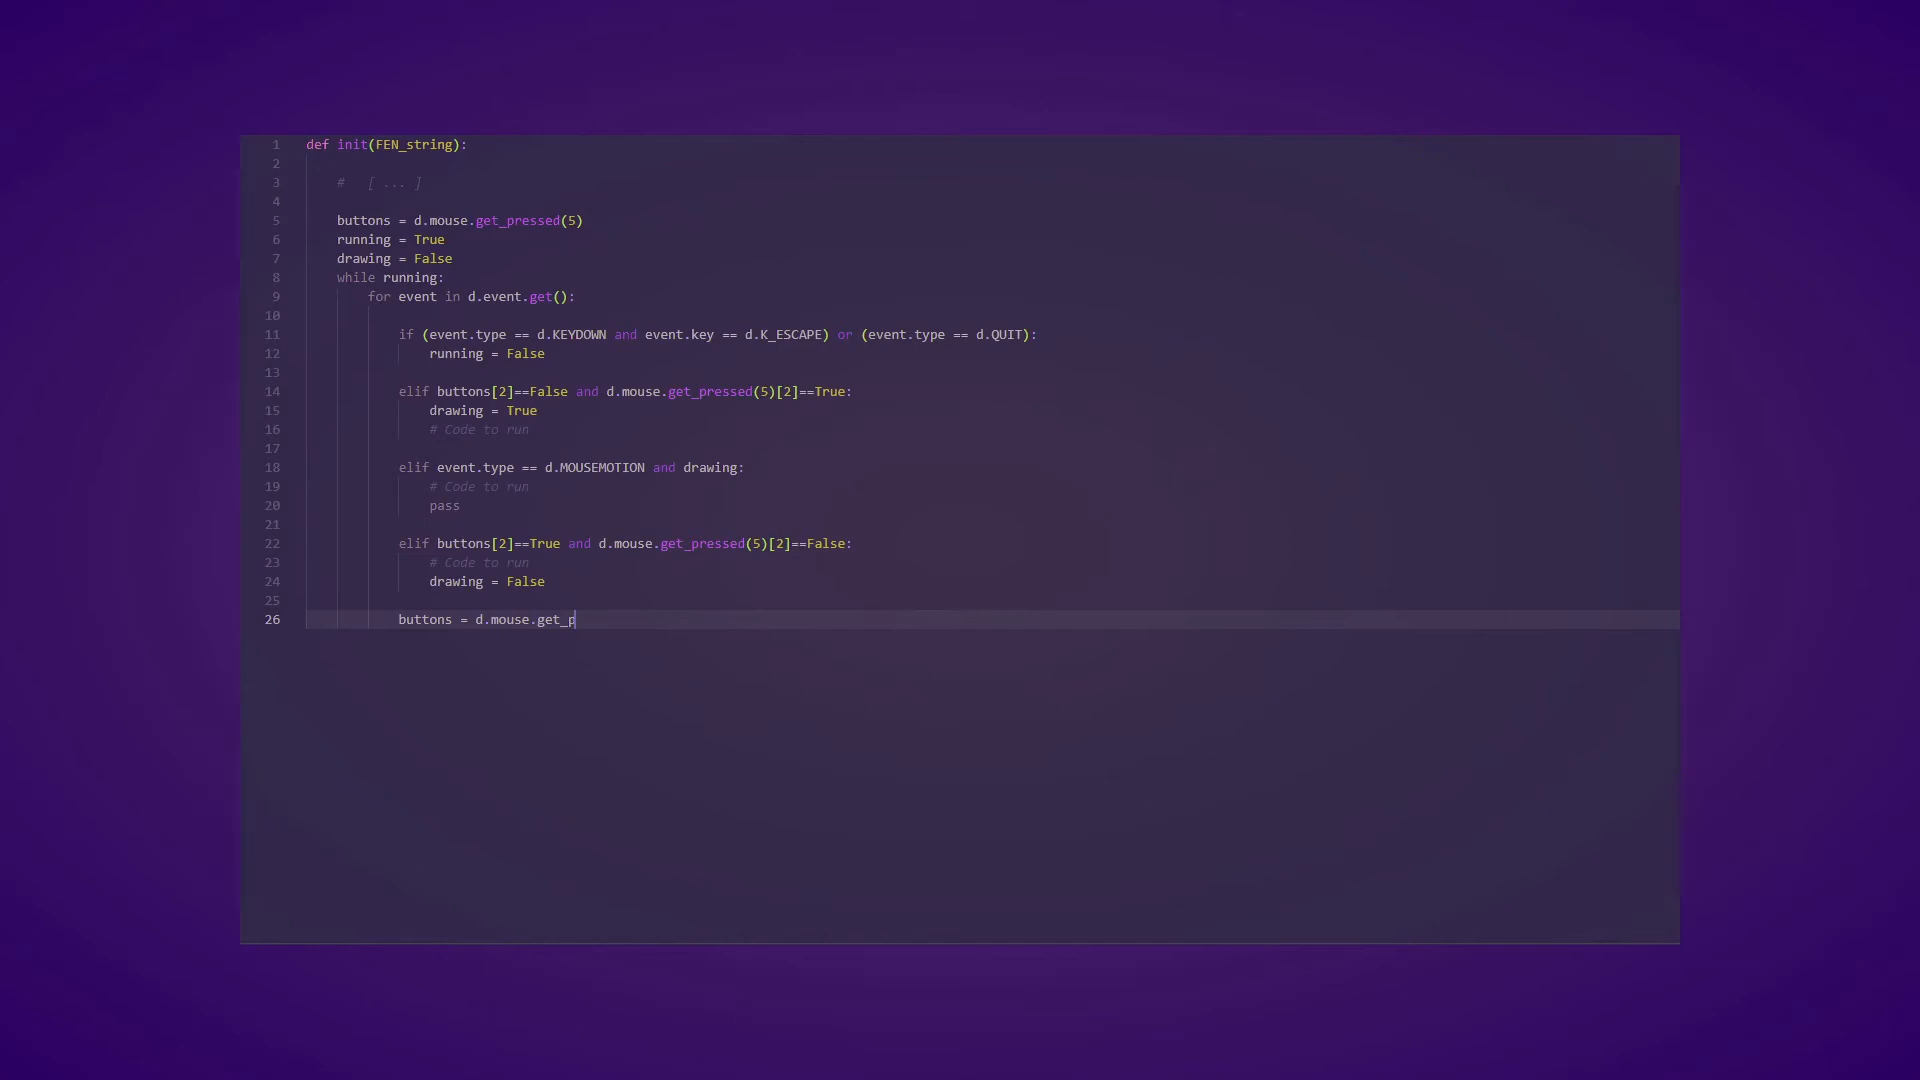 1 def init(FEN_string):
2
3 # [ ... ]
4
5 buttons = d.mouse.get_pressed(5)
6 running = True
7 drawing = False
8 while running:
9 for event in d.event.get():
10
11 if (event.type == d.KEYDOWN and event.key == d.K_ESCAPE) or (event.type == d.QUIT):
12 running = False
13
14 elif buttons[2]==False and d.mouse.get_pressed(5)[2]==True:
15 drawing = True
16 # Code to run
17
18 elif event.type == d.MOUSEMOTION and drawing:
19 # Code to run
20 pass
21
22 elif buttons[2]==True and d.mouse.get_pressed(5)[2]==False:
23 # Code to run
24 drawing = False
25
26 buttons = d.mouse.get_p